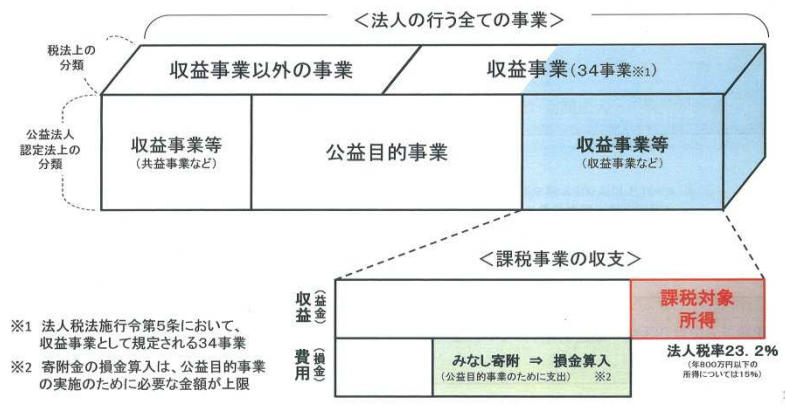 ＜法人の行う全ての事業＞
税法上の
分類
収益事業以外の事業
収益事業（34事業※1）
公益法人
認定法上の
分類
収益事業等
（共益事業など）
公益目的事業
収益事業等
（収益事業など）
＜課税事業の収支＞
収益（益金）
課税対象
所得
費用（損金）
みなし寄附 ⇒ 損金算入
（公益目的事業のために支出） ※2
法人税率23．2%
（年800万円以下の
所得については15%）
※1 法人税法施行令第5条において、
収益事業として規定される34事業
※2 寄附金の損金算入は、公益目的事業
の実施のために必要な金額が上限